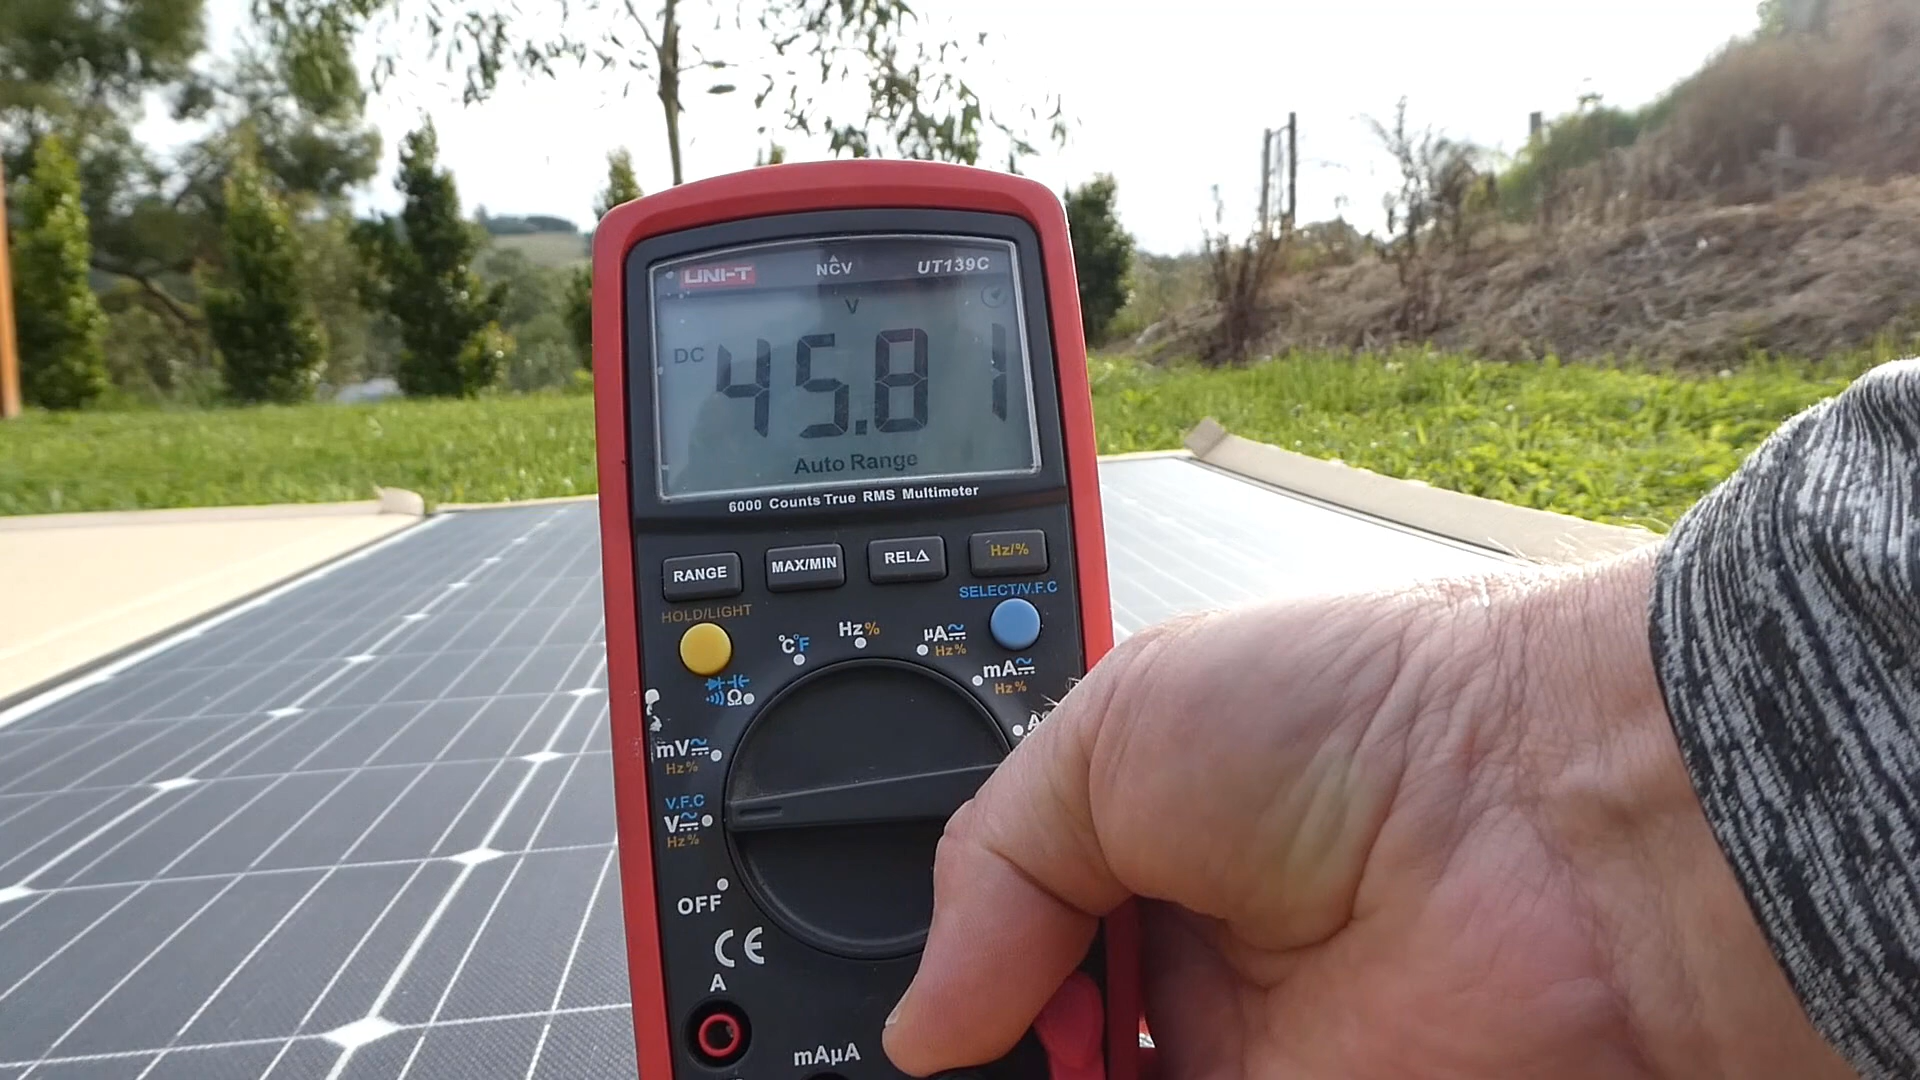 UNI-T NCV UT139C
V
DC 45.81
Auto Range
6000 Counts True RMS Multimeter
RANGE MAX/MIN REL△ Hz/%
HOLD/LIGHT SELECT/V.F.C
°C°F Hz% µA Hz%
mA Hz%
Ω
mV Hz%
V.F.C
V Hz%
OFF
CE
A
mAµA